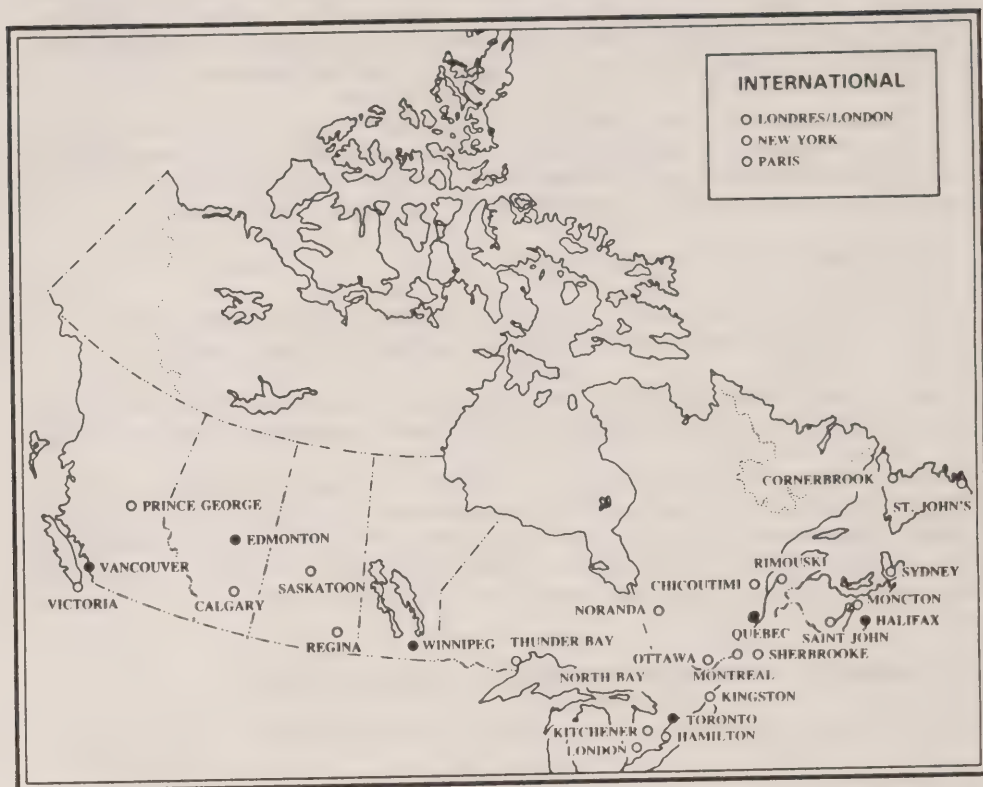 INTERNATIONAL
LONDRES/LONDON
NEW YORK
PARIS
CORNERBROOK
ST. JOHN'S
PRINCE GEORGE
EDMONTON
VANCOUVER
VICTORIA
CALGARY
SASKATOON
REGINA
WINNIPEG
THUNDER BAY
NORTH BAY
NORANDA
CHICOUTIMI
RIMOUSKI
SYDNEY
MONCTON
HALIFAX
SAINT JOHN
QUEBEC
OTTAWA
SHERBROOKE
MONTREAL
KINGSTON
TORONTO
KITCHENER
HAMILTON
LONDON